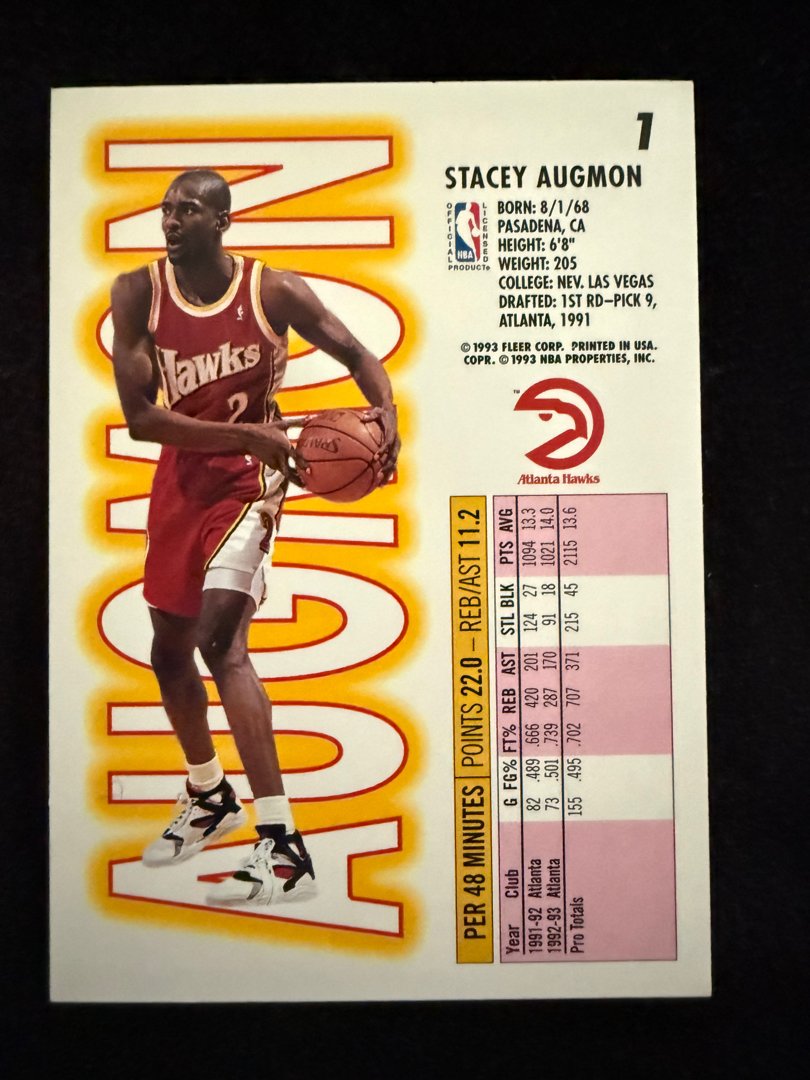 1
STACEY AUGMON
OFFICIAL LICENSED
NBA
PRODUCT®
BORN: 8/1/68
PASADENA, CA
HEIGHT: 6'8"
WEIGHT: 205
COLLEGE: NEV. LAS VEGAS
DRAFTED: 1ST RD–PICK 9,
ATLANTA, 1991
© 1993 FLEER CORP. PRINTED IN USA.
COPR. © 1993 NBA PROPERTIES, INC.
TM
Atlanta Hawks
AUGMON
Hawks
2
SPALDING
2
PER 48 MINUTES POINTS 22.0 – REB/AST 11.2
Year Club G FG% FT% REB AST STL BLK PTS AVG
1991-92 Atlanta 82 .489 .666 420 201 124 27 1094 13.3
1992-93 Atlanta 73 .501 .739 287 170 91 18 1021 14.0
Pro Totals 155 .495 .702 707 371 215 45 2115 13.6